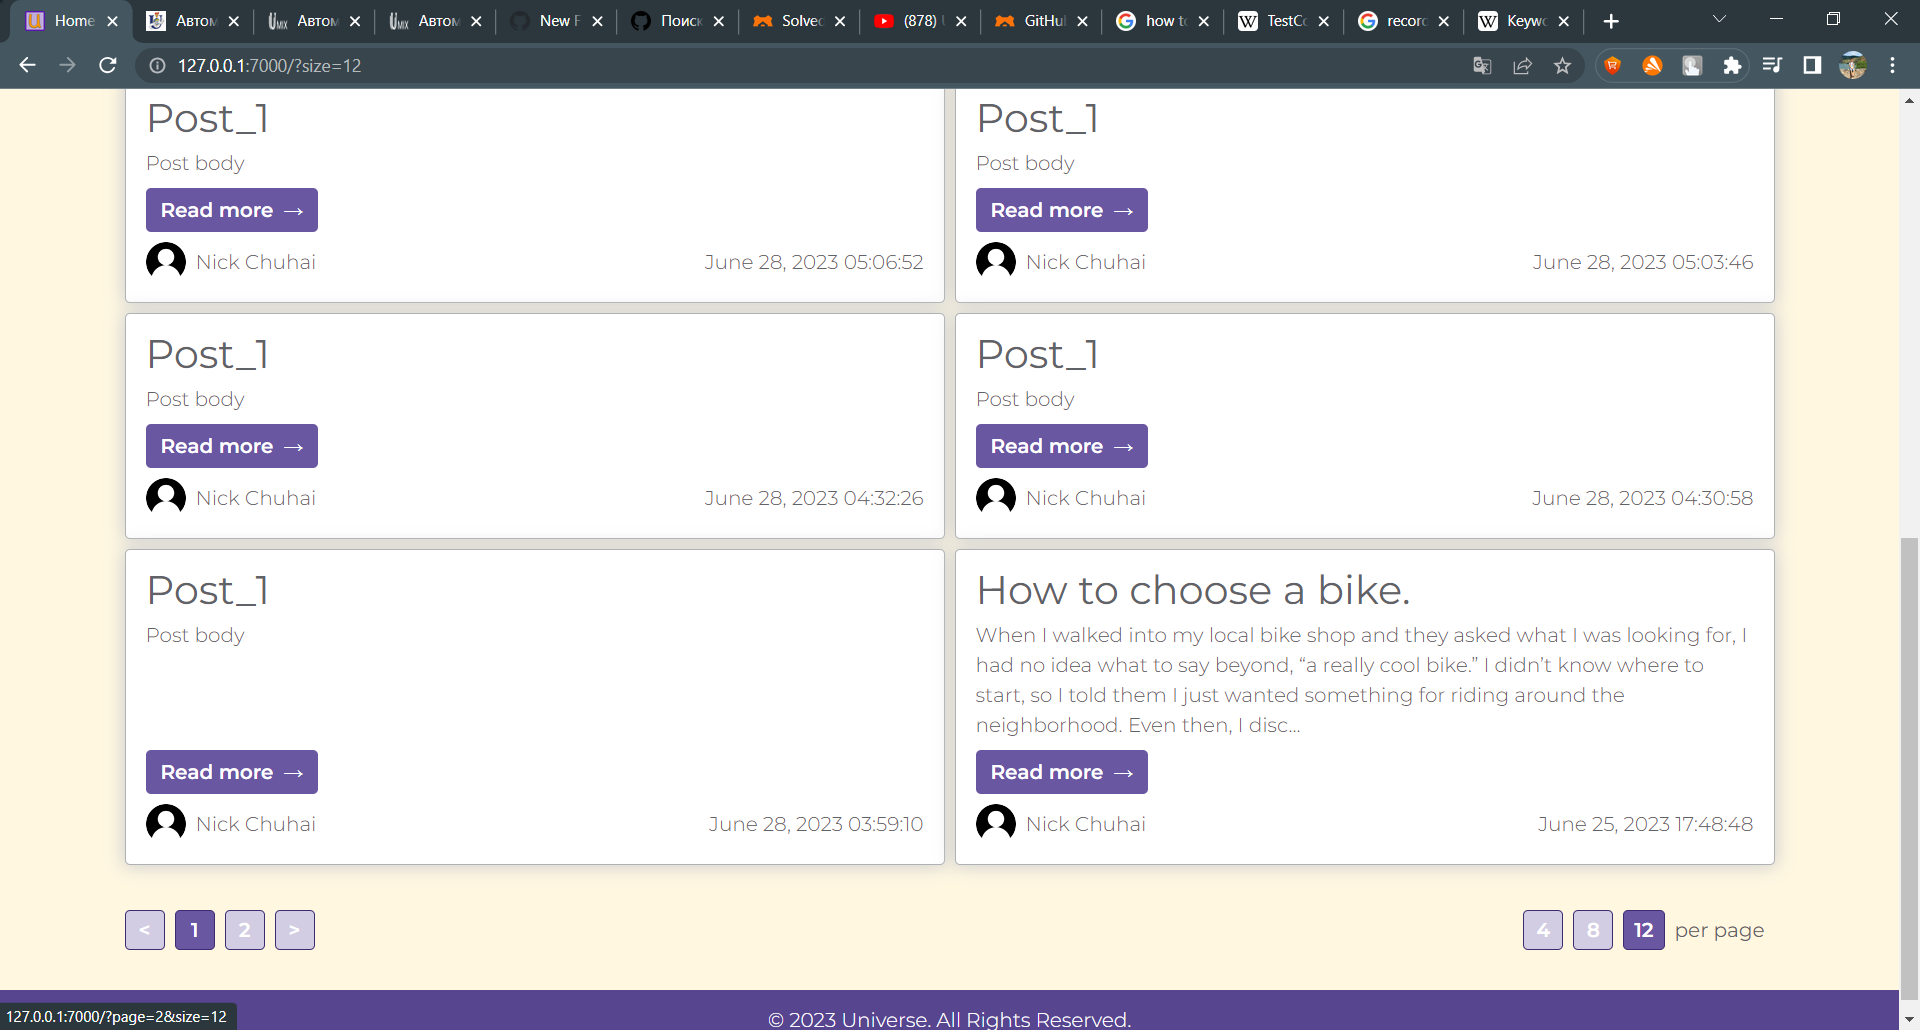 Home
Автом
Автом
Автом
New F
Поиск
Solved
(878)
GitHu
how to
TestCo
record
Keywo
127.0.0.1:7000/?size=12
Post_1
Post body
Read more →
Nick Chuhai
June 28, 2023 05:06:52
Post_1
Post body
Read more →
Nick Chuhai
June 28, 2023 05:03:46
Post_1
Post body
Read more →
Nick Chuhai
June 28, 2023 04:32:26
Post_1
Post body
Read more →
Nick Chuhai
June 28, 2023 04:30:58
Post_1
Post body
Read more →
Nick Chuhai
June 28, 2023 03:59:10
How to choose a bike.
When I walked into my local bike shop and they asked what I was looking for, I
had no idea what to say beyond, “a really cool bike.” I didn’t know where to
start, so I told them I just wanted something for riding around the
neighborhood. Even then, I disc...
Read more →
Nick Chuhai
June 25, 2023 17:48:48
< 1 2 >
4 8 12 per page
© 2023 Universe. All Rights Reserved.
127.0.0.1:7000/?page=2&size=12